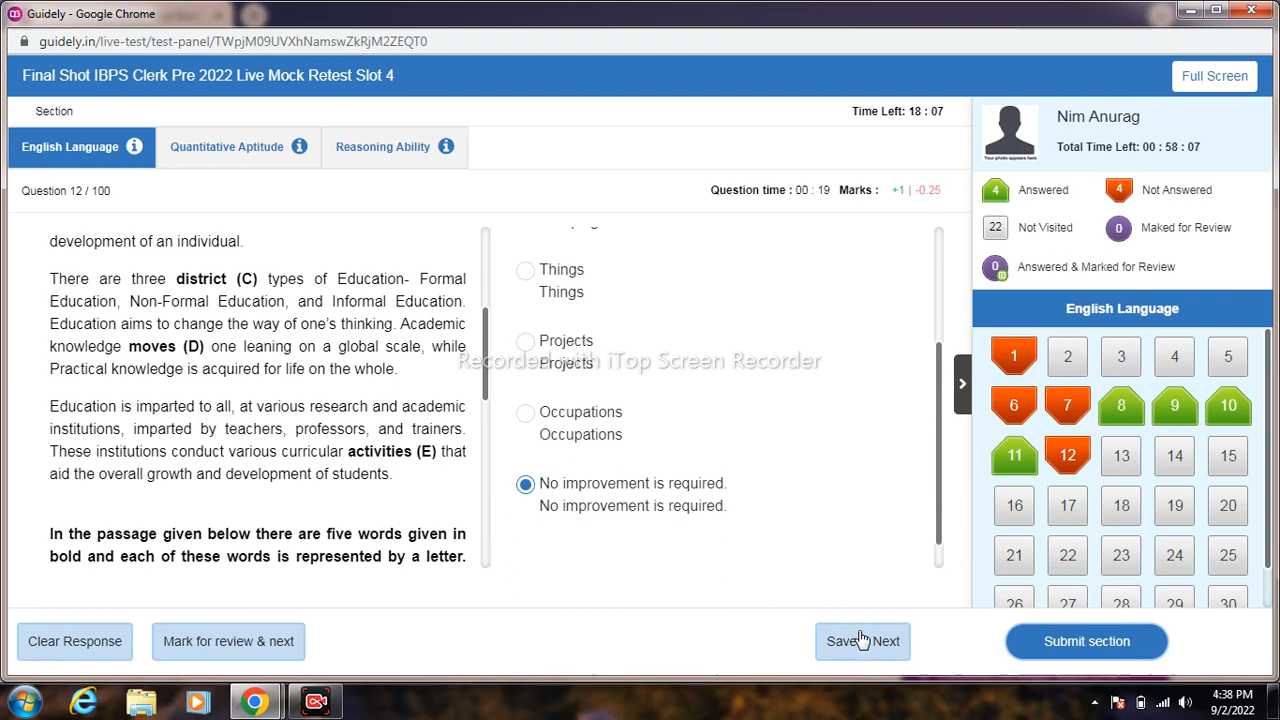 Guidely - Google Chrome
guidely.in/live-test/test-panel/TWpjM09UVXhNamswZkRjM2ZEQT0
Final Shot IBPS Clerk Pre 2022 Live Mock Retest Slot 4
Full Screen
Section
Time Left: 18 : 07
English Language
Quantitative Aptitude
Reasoning Ability
Question 12 / 100
Question time : 00 : 19 Marks : +1 | -0.25
development of an individual.
There are three district (C) types of Education- Formal
Education, Non-Formal Education, and Informal Education.
Education aims to change the way of one's thinking. Academic
knowledge moves (D) one leaning on a global scale, while
Practical knowledge is acquired for life on the whole.
Education is imparted to all, at various research and academic
institutions, imparted by teachers, professors, and trainers.
These institutions conduct various curricular activities (E) that
aid the overall growth and development of students.
In the passage given below there are five words given in
bold and each of these words is represented by a letter.
Things
Things
Projects
Projects
Occupations
Occupations
No improvement is required.
No improvement is required.
Recorded with iTop Screen Recorder
Clear Response
Mark for review & next
Save Next
Nim Anurag
Total Time Left: 00 : 58 : 07
Your photo appears here
4 Answered
4 Not Answered
22 Not Visited
0 Maked for Review
0 Answered & Marked for Review
English Language
1 2 3 4 5
6 7 8 9 10
11 12 13 14 15
16 17 18 19 20
21 22 23 24 25
26 27 28 29 30
Submit section
4:38 PM
9/2/2022